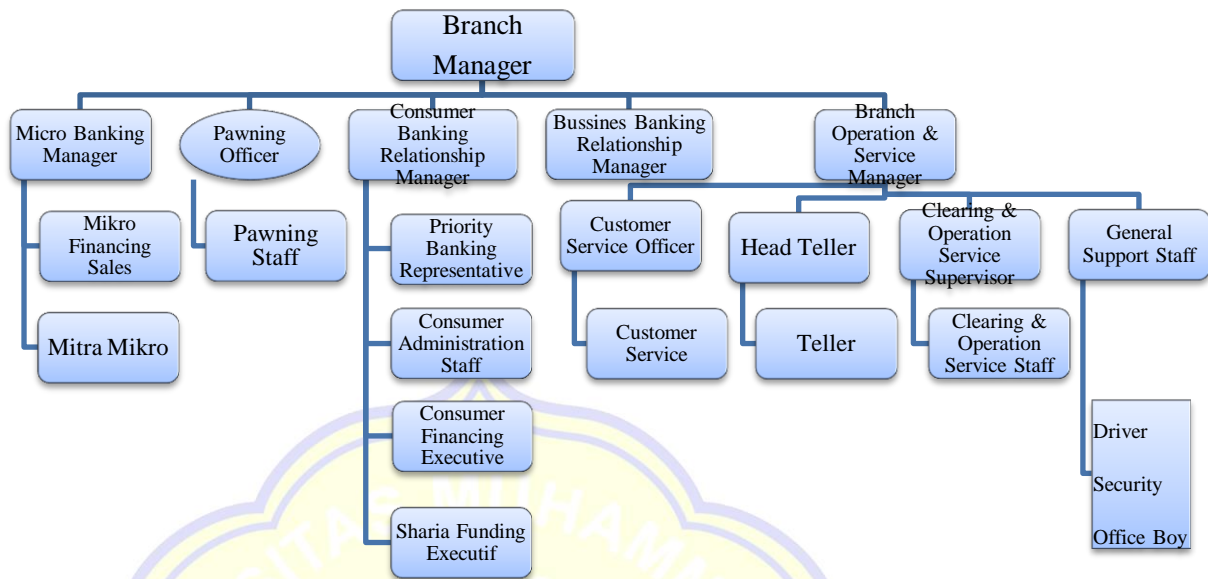 Branch
Manager
Micro Banking
Manager
Pawning
Officer
Consumer
Banking
Relationship
Manager
Bussines Banking
Relationship
Manager
Branch
Operation &
Service
Manager
Mikro
Financing
Sales
Mitra Mikro
Pawning
Staff
Priority
Banking
Representative
Consumer
Administration
Staff
Consumer
Financing
Executive
Sharia Funding
Executif
Customer
Service Officer
Customer
Service
Head Teller
Teller
Clearing &
Operation
Service
Supervisor
Clearing &
Operation
Service Staff
General
Support Staff
Driver
Security
Office Boy
SITAS MUHAMM